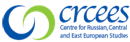 crcees
Centre for Russian, Central
and East European Studies